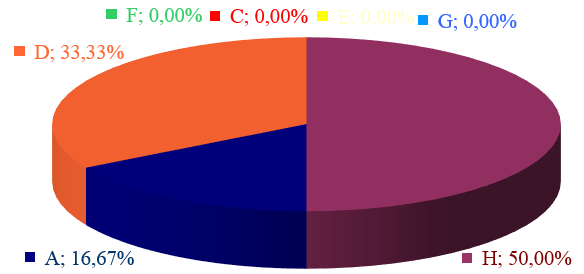 F; 0,00% C; 0,00% E; 0,00% G; 0,00%
D; 33,33%
A; 16,67% H; 50,00%